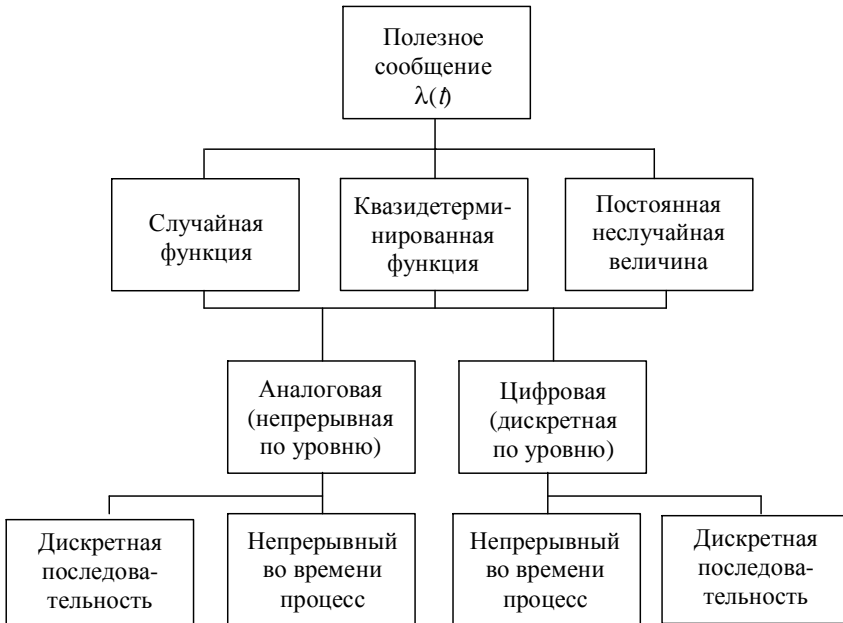 Полезное
сообщение
λ(t)
Случайная
функция
Квазидетерми-
нированная
функция
Постоянная
неслучайная
величина
Аналоговая
(непрерывная
по уровню)
Цифровая
(дискретная
по уровню)
Дискретная
последова-
тельность
Непрерывный
во времени
процесс
Непрерывный
во времени
процесс
Дискретная
последова-
тельность